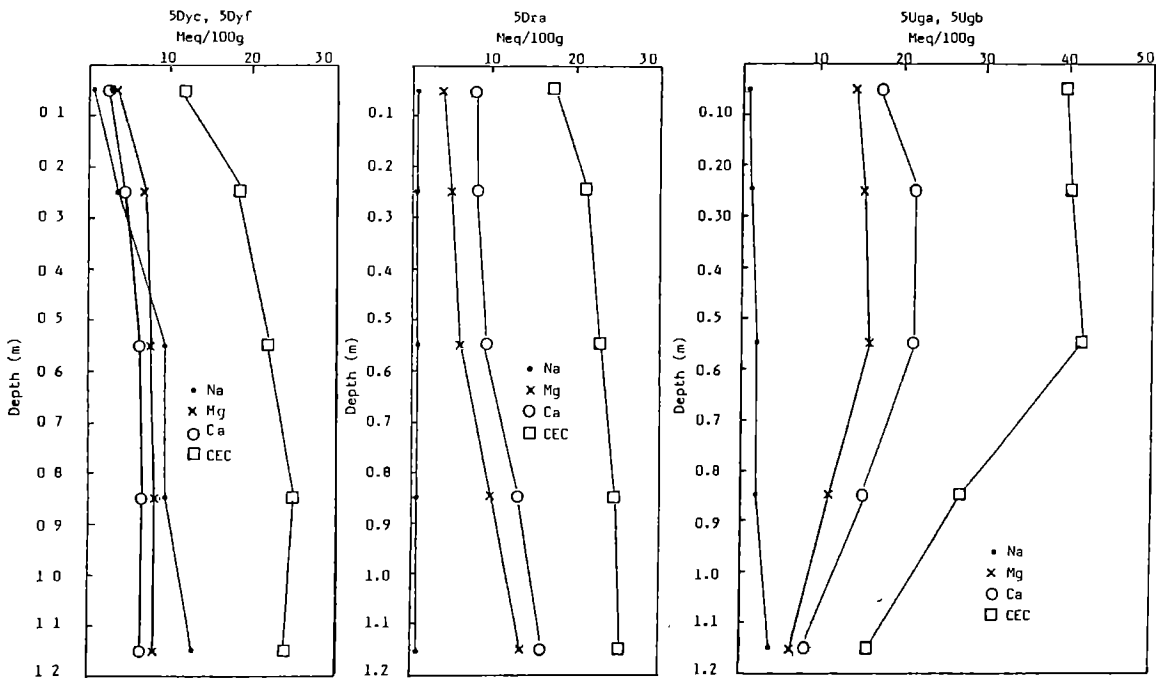 5Dyc, 5Dyf
Meq/100g
10 20 30
0 1
0 2
0 3
0 4
0 5
0 6
0 7
0 8
0 9
1 0
1 1
1 2
Depth (m)
Na
Mg
Ca
CEC
5Dra
Meq/100g
10 20 30
0.1
0.2
0.3
0.4
0.5
0.6
0.7
0.8
0.9
1.0
1.1
1.2
Depth (m)
Na
Mg
Ca
CEC
5Uga, 5Ugb
Meq/100g
10 20 30 40 50
0.10
0.20
0.30
0.4
0.5
0.6
0.7
0.8
0.9
1.0
1.1
1.2
Depth (m)
Na
Mg
Ca
CEC